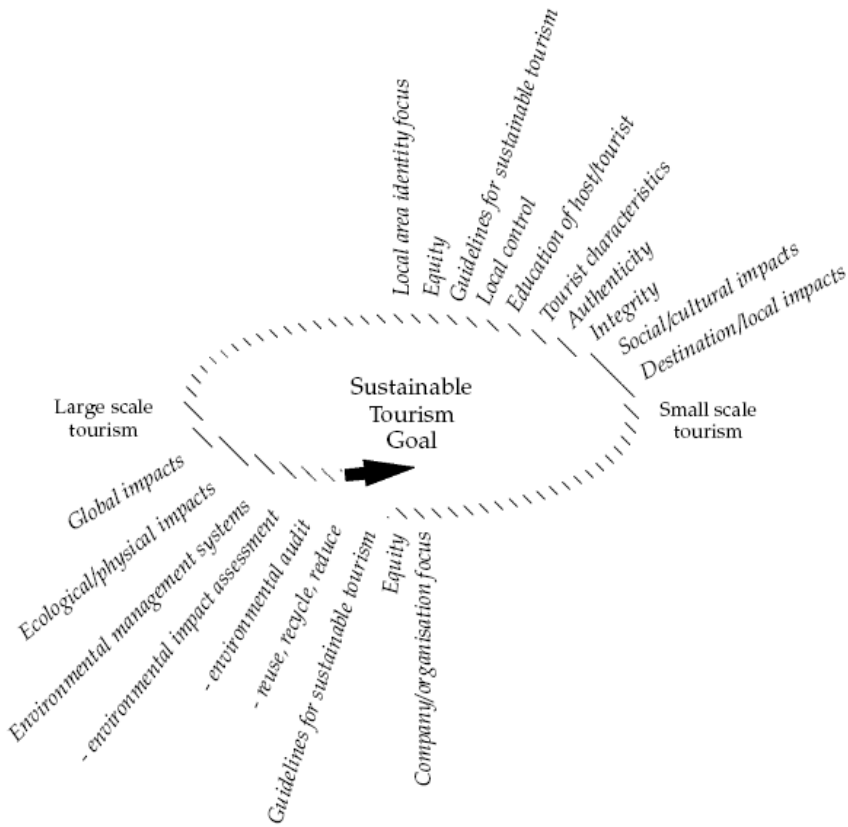 Local area identity focus
Equity
Guidelines for sustainable tourism
Local control
Education of host/tourist
Tourist characteristics
Authenticity
Integrity
Social/cultural impacts
Destination/local impacts
Sustainable
Tourism
Goal
Large scale
tourism
Small scale
tourism
Global impacts
Ecological/physical impacts
Environmental management systems
- environmental impact assessment
- environmental audit
- reuse, recycle, reduce
Guidelines for sustainable tourism
Equity
Company/organisation focus